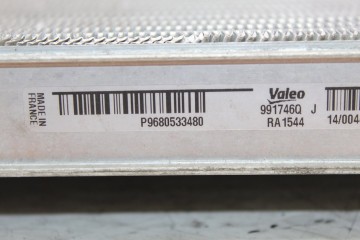 MADE IN
FRANCE
P9680533480
Valeo
991746Q J
RA1544
14/004